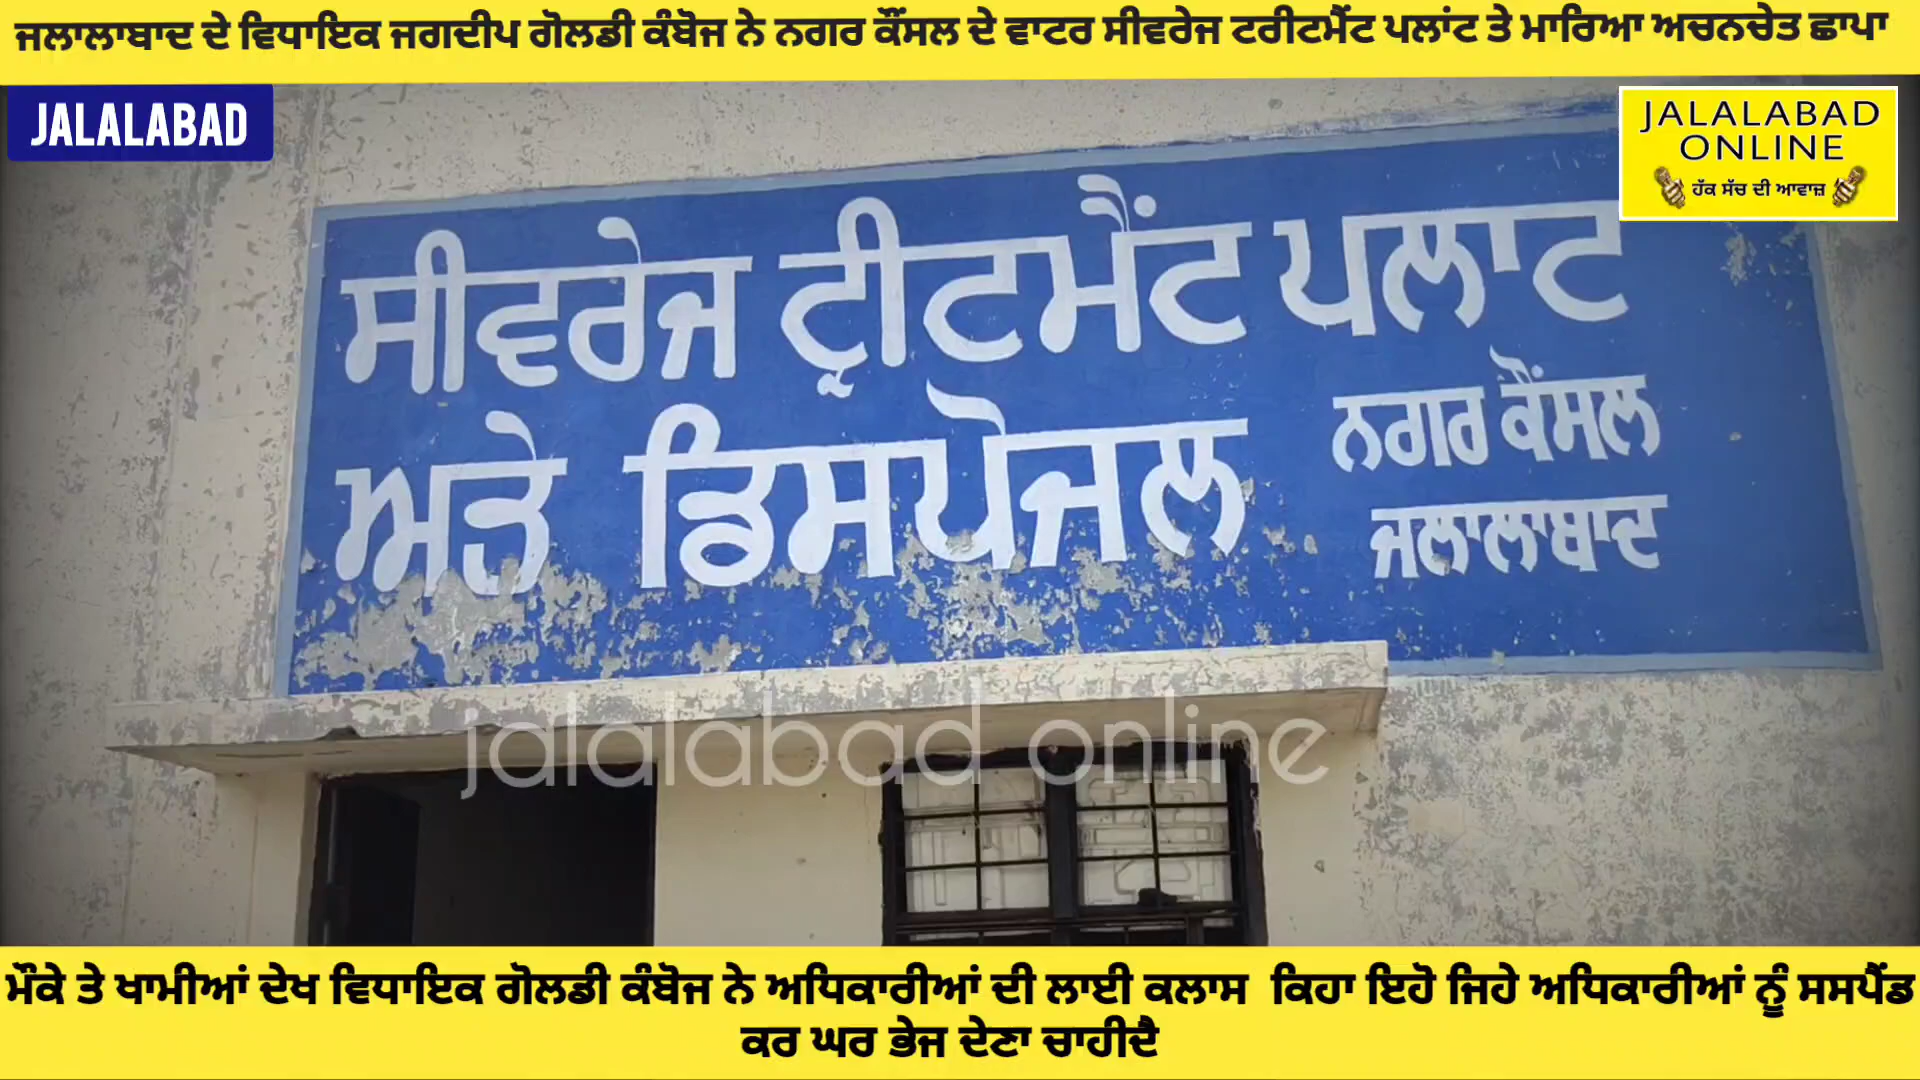 ਜਲਾਲਾਬਾਦ ਦੇ ਵਿਧਾਇਕ ਜਗਦੀਪ ਗੋਲਡੀ ਕੰਬੋਜ ਨੇ ਨਗਰ ਕੌਂਸਲ ਦੇ ਵਾਟਰ ਸੀਵਰੇਜ ਟਰੀਟਮੈਂਟ ਪਲਾਂਟ ਤੇ ਮਾਰਿਆ ਅਚਨਚੇਤ ਛਾਪਾ
JALALABAD
JALALABAD
ONLINE
ਹੱਕ ਸੱਚ ਦੀ ਆਵਾਜ਼
ਸੀਵਰੇਜ ਟ੍ਰੀਟਮੈਂਟ ਪਲਾਟ
ਅਤੇ ਡਿਸਪੋਜਲ
ਨਗਰ ਕੌਂਸਲ
ਜਲਾਲਾਬਾਦ
jalalabad online
ਮੌਕੇ ਤੇ ਖਾਮੀਆਂ ਦੇਖ ਵਿਧਾਇਕ ਗੋਲਡੀ ਕੰਬੋਜ ਨੇ ਅਧਿਕਾਰੀਆਂ ਦੀ ਲਾਈ ਕਲਾਸ ਕਿਹਾ ਇਹੋ ਜਿਹੇ ਅਧਿਕਾਰੀਆਂ ਨੂੰ ਸਸਪੈਂਡ
ਕਰ ਘਰ ਭੇਜ ਦੇਣਾ ਚਾਹੀਦੈ